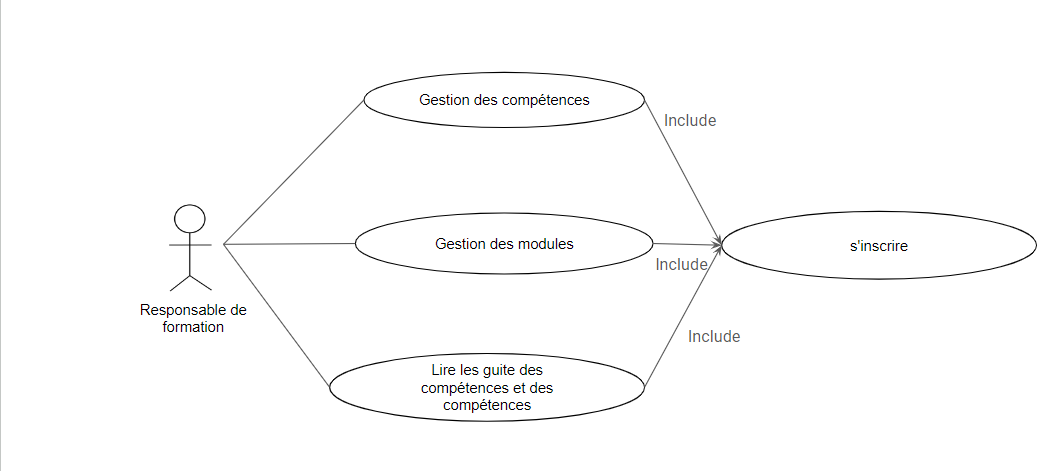 Gestion des compétences
Include
Gestion des modules
s'inscrire
Include
Responsable de
formation
Include
Lire les guite des
compétences et des
compétences